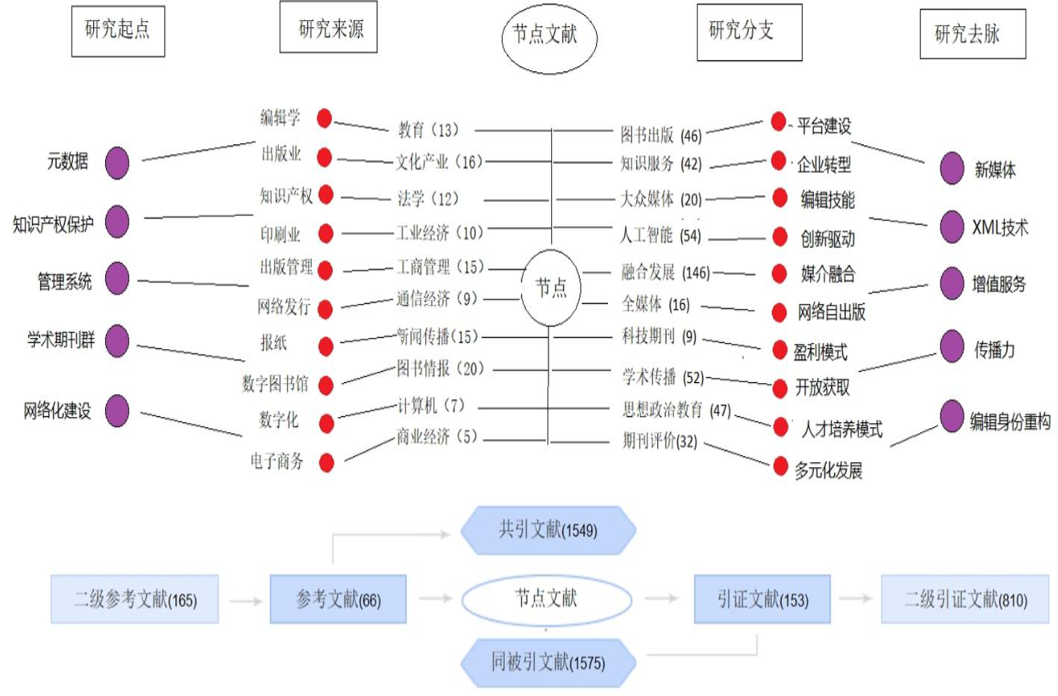 研究起点
研究来源
节点文献
研究分支
研究去脉
编辑学
出版业
知识产权
印刷业
出版管理
网络发行
报纸
数字图书馆
数字化
电子商务
元数据
知识产权保护
管理系统
学术期刊群
网络化建设
教育（13）
文化产业（16）
法学（12）
工业经济（10）
工商管理（15）
通信经济（9）
新闻传播（15）
图书情报（20）
计算机（7）
商业经济（5）
节点
图书出版 (46)
知识服务 (42)
大众媒体 (20)
人工智能 (54)
融合发展 (146)
全媒体 (16)
科技期刊 (9)
学术传播 (52)
思想政治教育 (47)
期刊评价(32)
平台建设
企业转型
编辑技能
创新驱动
媒介融合
网络自出版
盈利模式
开放获取
人才培养模式
多元化发展
新媒体
XML技术
增值服务
传播力
编辑身份重构
共引文献(1549)
二级参考文献(165)
参考文献(66)
节点文献
引证文献(153)
二级引证文献(810)
同被引文献(1575)